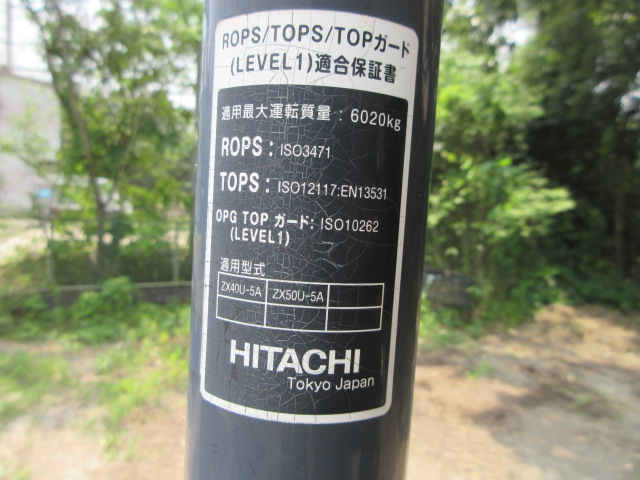 ROPS/TOPS/TOPガード
(LEVEL1)適合保証書
適用最大運転質量：6020kg
ROPS：ISO3471
TOPS：ISO12117:EN13531
OPG TOP ガード：ISO10262
(LEVEL1)
適用型式
ZX40U-5A ZX50U-5A
HITACHI
Tokyo Japan